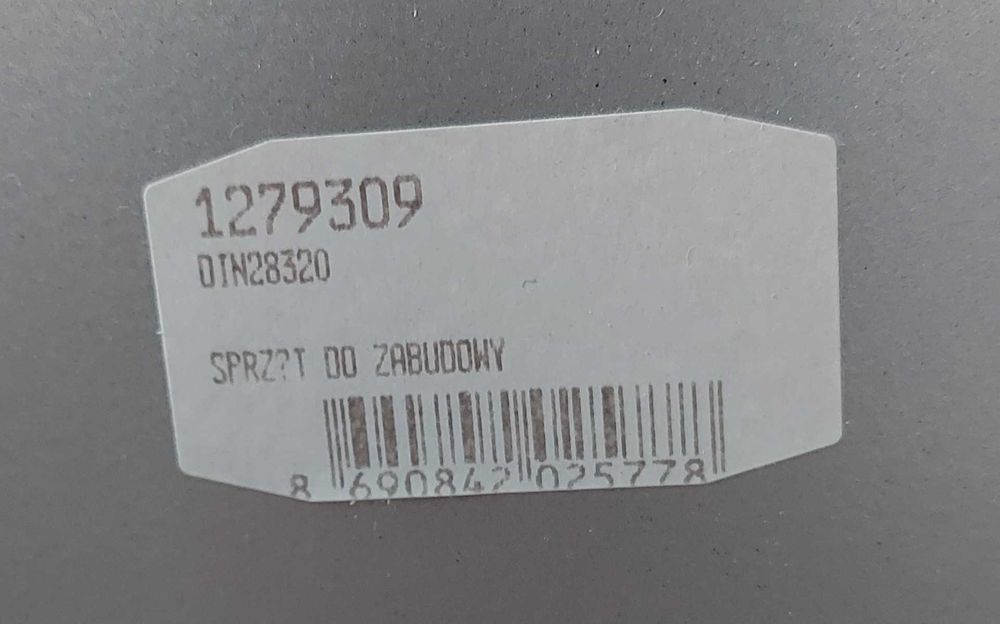 1279309
DIN28320
SPRZ?T DO ZABUDOWY
8 690842 025778